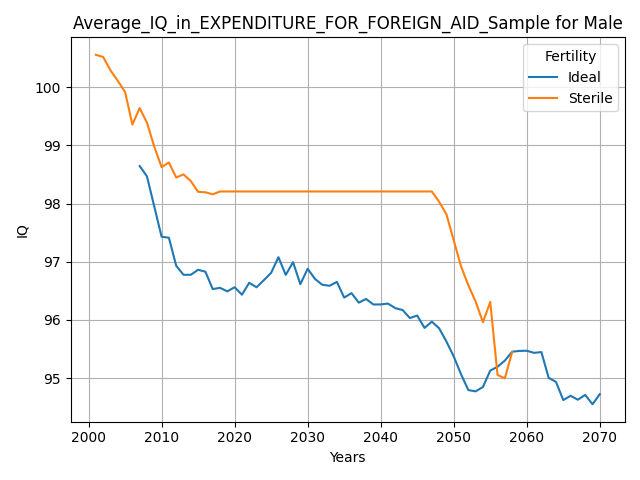 Average_IQ_in_EXPENDITURE_FOR_FOREIGN_AID_Sample for Male
Fertility
Ideal
Sterile
IQ
100
99
98
97
96
95
2000 2010 2020 2030 2040 2050 2060 2070
Years